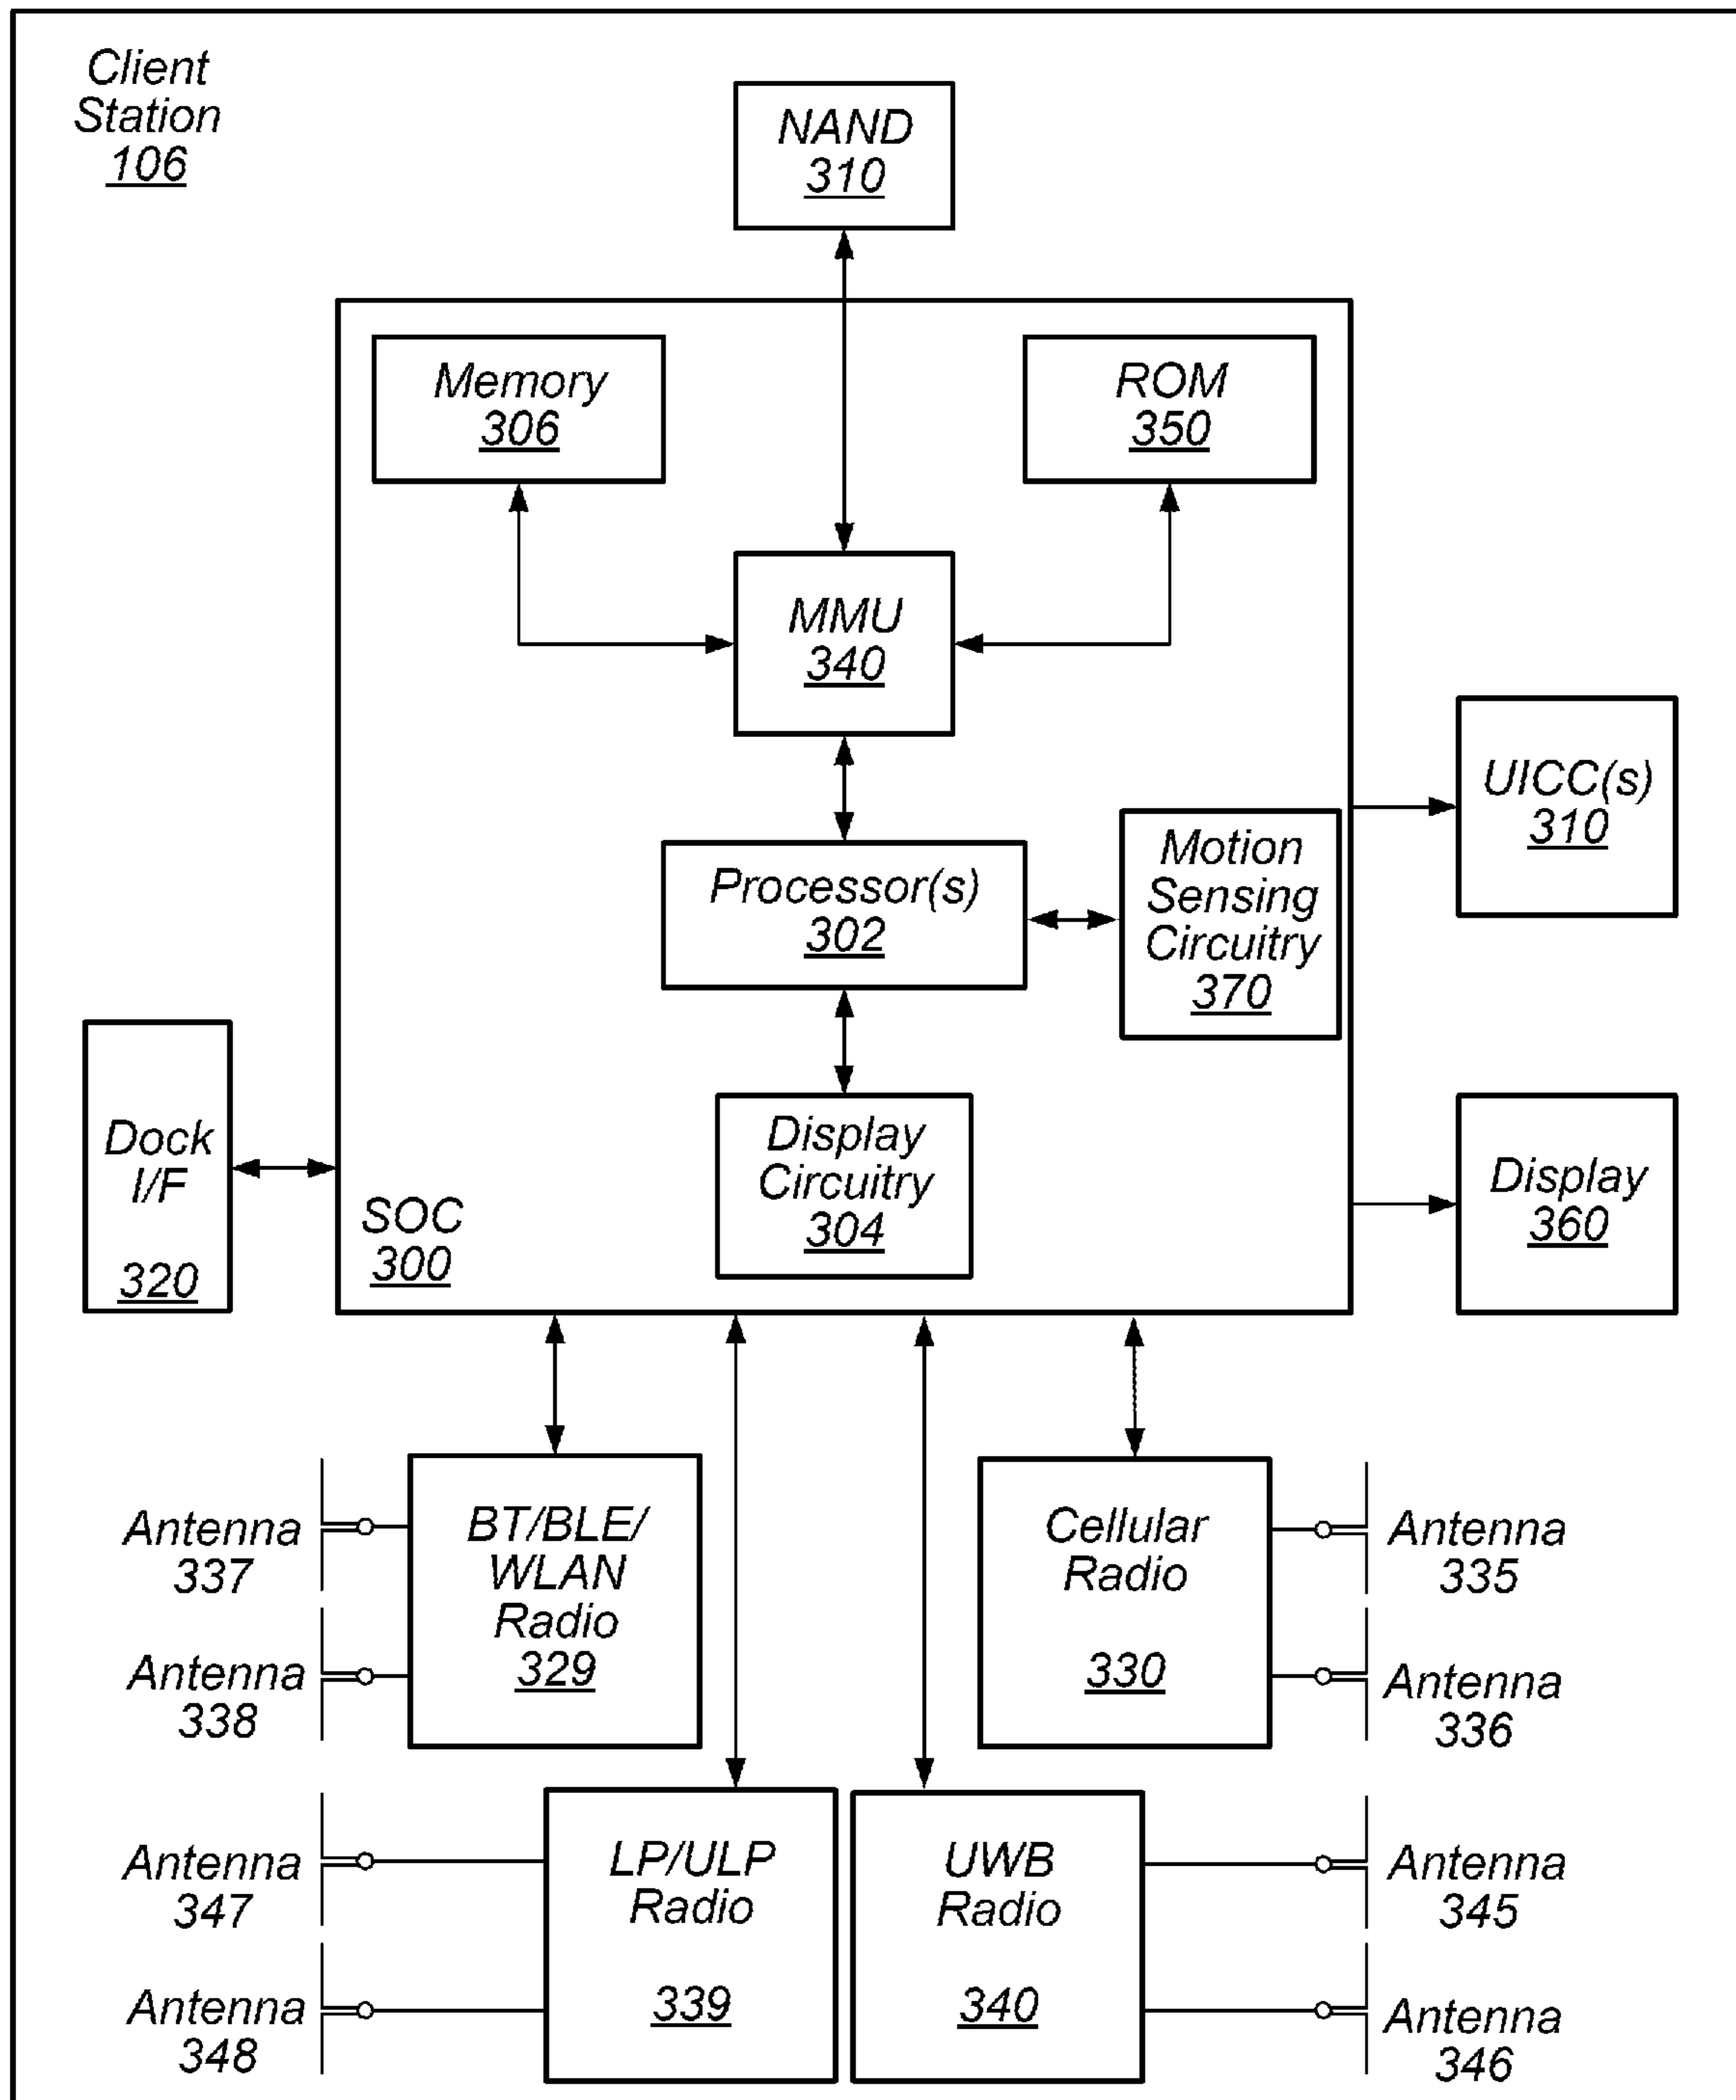 Client
Station
106
NAND
310
Memory
306
ROM
350
MMU
340
UICC(s)
310
Processor(s)
302
Motion
Sensing
Circuitry
370
Dock
I/F
320
Display
Circuitry
304
Display
360
SOC
300
Antenna
337
Antenna
338
BT/BLE/
WLAN
Radio
329
Cellular
Radio
330
Antenna
335
Antenna
336
Antenna
347
Antenna
348
LP/ULP
Radio
339
UWB
Radio
340
Antenna
345
Antenna
346